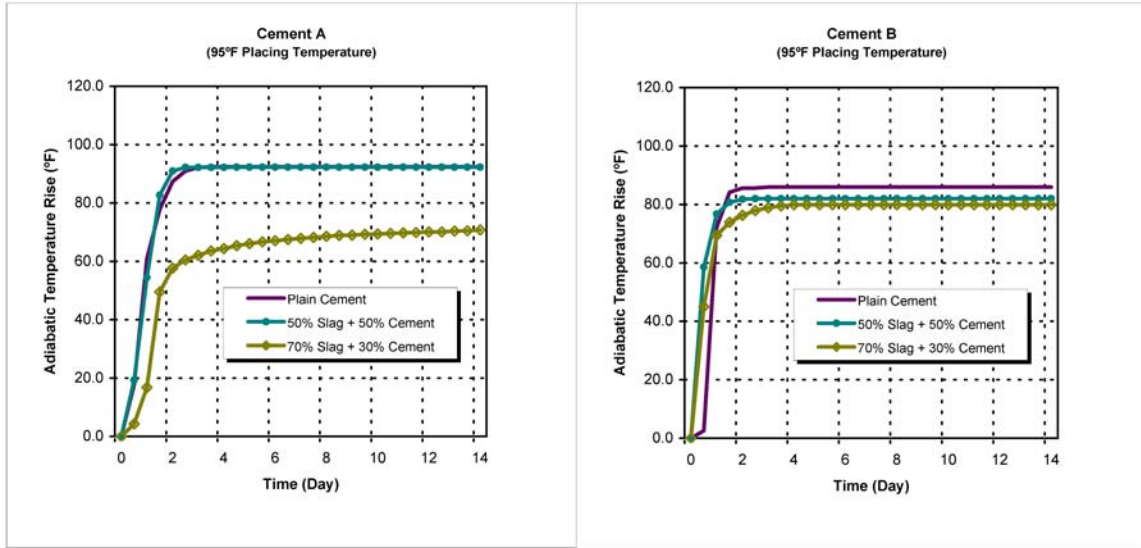 Cement A
(95ºF Placing Temperature)
Adiabatic Temperature Rise (ºF)
120.0
100.0
80.0
60.0
40.0
20.0
0.0
Plain Cement
50% Slag + 50% Cement
70% Slag + 30% Cement
0 2 4 6 8 10 12 14
Time (Day)
Cement B
(95ºF Placing Temperature)
Adiabatic Temperature Rise (ºF)
120.0
100.0
80.0
60.0
40.0
20.0
0.0
Plain Cement
50% Slag + 50% Cement
70% Slag + 30% Cement
0 2 4 6 8 10 12 14
Time (Day)